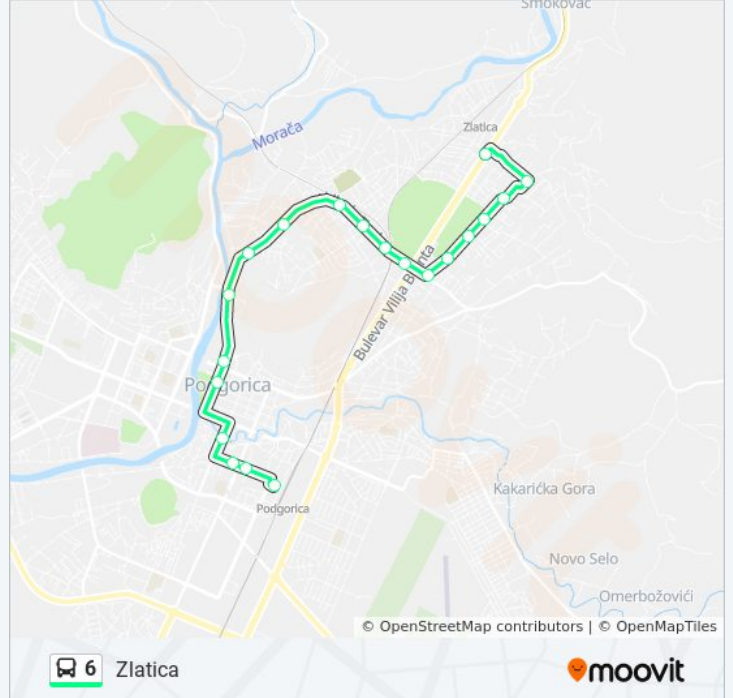 Smokovac
Morača
Zlatica
Bulevar Vilija Branta
Podgorica
Podgorica
Kakarićka Gora
Novo Selo
Omerbožovići
© OpenStreetMap contributors | © OpenMapTiles
6 Zlatica
moovit